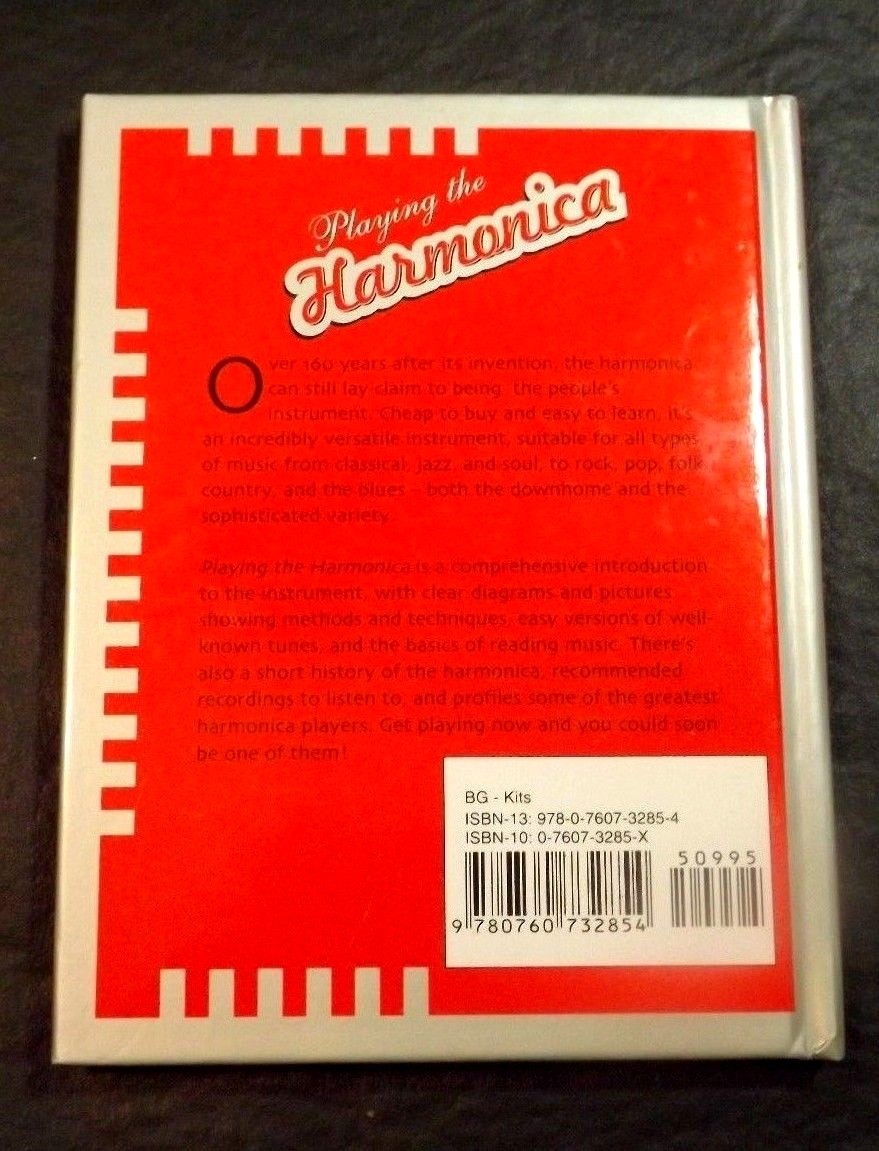 Playing the
Harmonica
Over 160 years after its invention, the harmonica
can still lay claim to being the people's
instrument. Cheap to buy and easy to learn, it's
an incredibly versatile instrument, suitable for all types
of music from classical, jazz, and soul, to rock, pop, folk
country, and the blues – both the downhome and the
sophisticated variety
Playing the Harmonica is a comprehensive introduction
to the instrument, with clear diagrams and pictures
showing methods and techniques, easy versions of well-
known tunes, and the basics of reading music. There's
also a short history of the harmonica, recommended
recordings to listen to, and profiles some of the greatest
harmonica players. Get playing now and you could soon
be one of them!
BG - Kits
ISBN-13: 978-0-7607-3285-4
ISBN-10: 0-7607-3285-X
50995
9 780760 732854